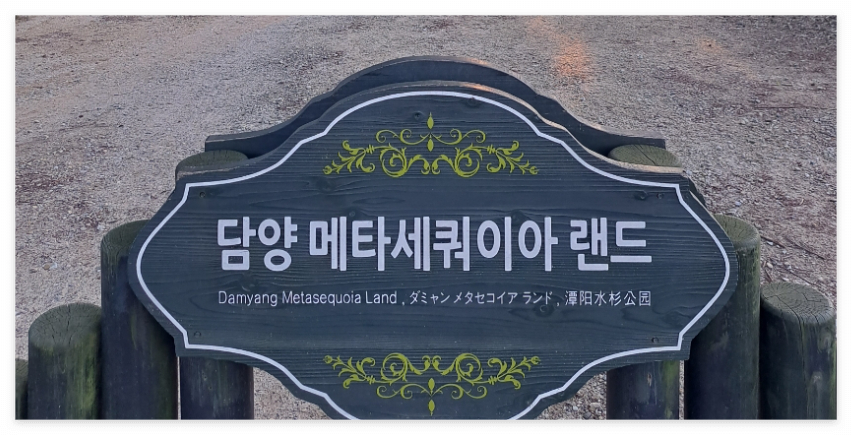 담양 메타세쿼이아 랜드
Damyang Metasequoia Land , ダミャン メタセコイア ランド , 潭阳水杉公园